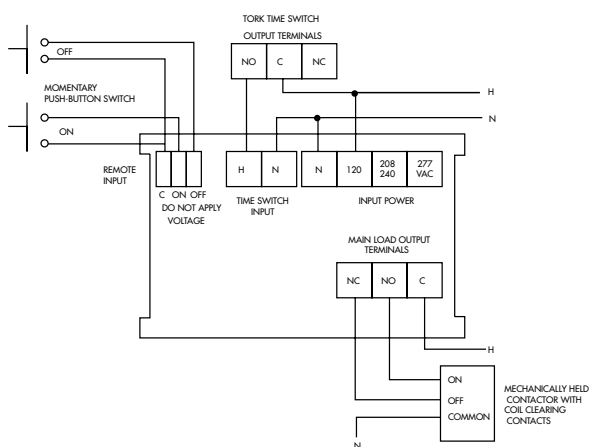 TORK TIME SWITCH
OUTPUT TERMINALS
NO C NC
OFF
MOMENTARY
PUSH-BUTTON SWITCH
ON
H
N
REMOTE
INPUT
C ON OFF
DO NOT APPLY
VOLTAGE
H N
TIME SWITCH
INPUT
N 120 208 240 277 VAC
INPUT POWER
MAIN LOAD OUTPUT
TERMINALS
NC NO C
H
ON
OFF
COMMON
MECHANICALLY HELD
CONTACTOR WITH
COIL CLEARING
CONTACTS
N